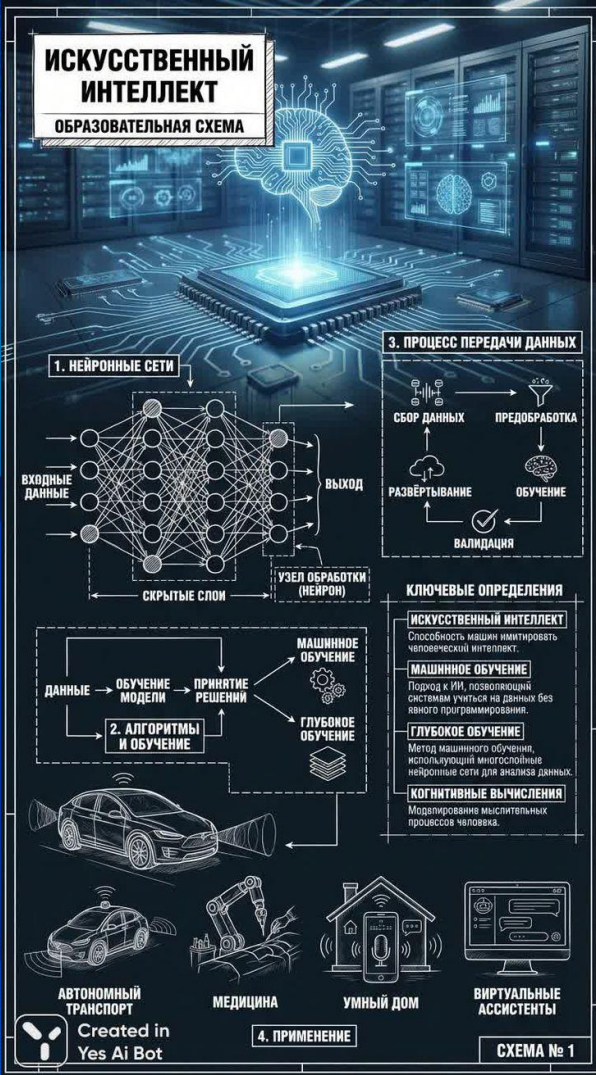 ИСКУССТВЕННЫЙ
ИНТЕЛЛЕКТ
ОБРАЗОВАТЕЛЬНАЯ СХЕМА
1. НЕЙРОННЫЕ СЕТИ
ВХОДНЫЕ
ДАННЫЕ
ВЫХОД
СКРЫТЫЕ СЛОИ
УЗЕЛ ОБРАБОТКИ
(НЕЙРОН)
3. ПРОЦЕСС ПЕРЕДАЧИ ДАННЫХ
СБОР ДАННЫХ
ПРЕДОБРАБОТКА
РАЗВЁРТЫВАНИЕ
ОБУЧЕНИЕ
ВАЛИДАЦИЯ
КЛЮЧЕВЫЕ ОПРЕДЕЛЕНИЯ
ИСКУССТВЕННЫЙ ИНТЕЛЛЕКТ
Способность машин имитировать
человеческий интеллект.
МАШИННОЕ ОБУЧЕНИЕ
Подход к ИИ, позволяющий
системам учиться на данных без
явного программирования.
ГЛУБОКОЕ ОБУЧЕНИЕ
Метод машинного обучения,
использующий многослойные
нейронные сети для анализа данных.
КОГНИТИВНЫЕ ВЫЧИСЛЕНИЯ
Моделирование мыслительных
процессов человека.
ДАННЫЕ
ОБУЧЕНИЕ
МОДЕЛИ
ПРИНЯТИЕ
РЕШЕНИЙ
МАШИННОЕ
ОБУЧЕНИЕ
ГЛУБОКОЕ
ОБУЧЕНИЕ
2. АЛГОРИТМЫ
И ОБУЧЕНИЕ
АВТОНОМНЫЙ
ТРАНСПОРТ
МЕДИЦИНА
УМНЫЙ ДОМ
ВИРТУАЛЬНЫЕ
АССИСТЕНТЫ
4. ПРИМЕНЕНИЕ
СХЕМА № 1
Created in
Yes Ai Bot